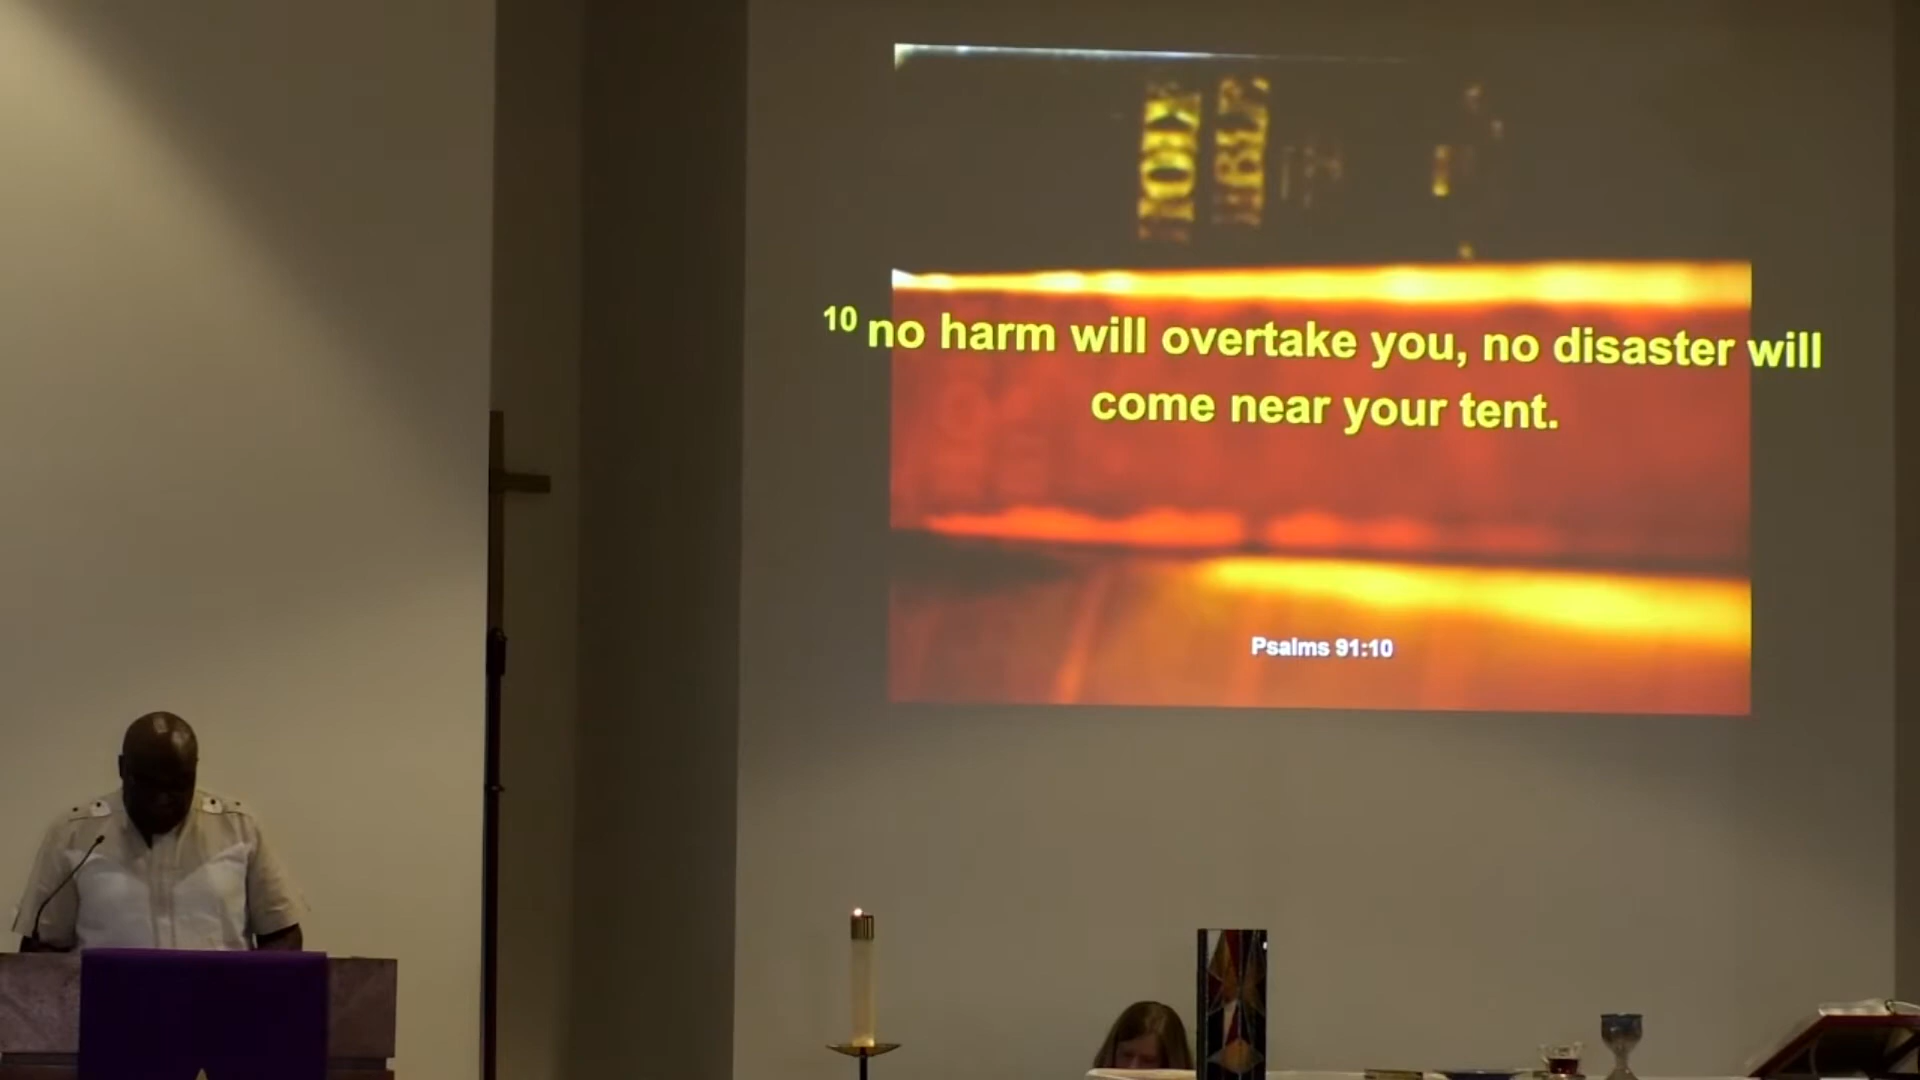 10 no harm will overtake you, no disaster will
come near your tent.
Psalms 91:10